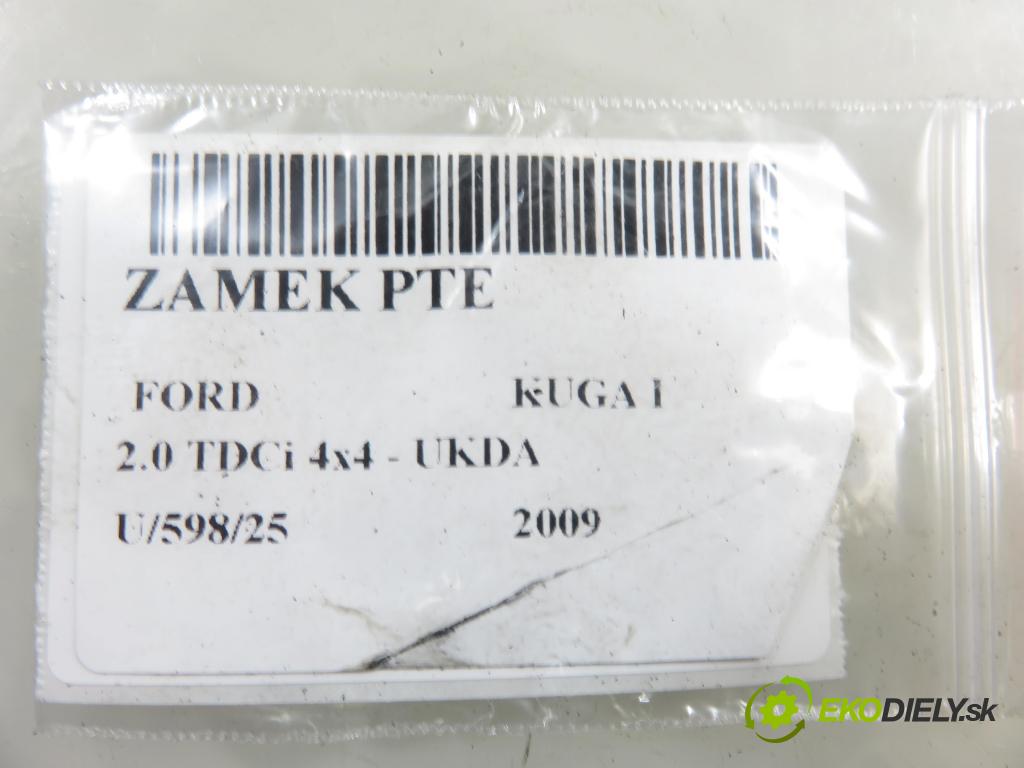 ZAMEK PTE
FORD KUGA I
2.0 TDCi 4x4 - UKDA
U/598/25 2009
EKODIELY.sk